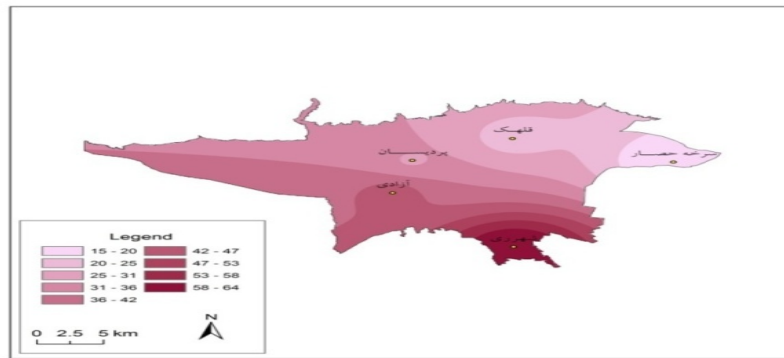 قلهک
پردیسان
سرخه حصار
آزادی
شهرری
Legend
15 - 20
20 - 25
25 - 31
31 - 36
36 - 42
42 - 47
47 - 53
53 - 58
58 - 64
0 2.5 5 km
N